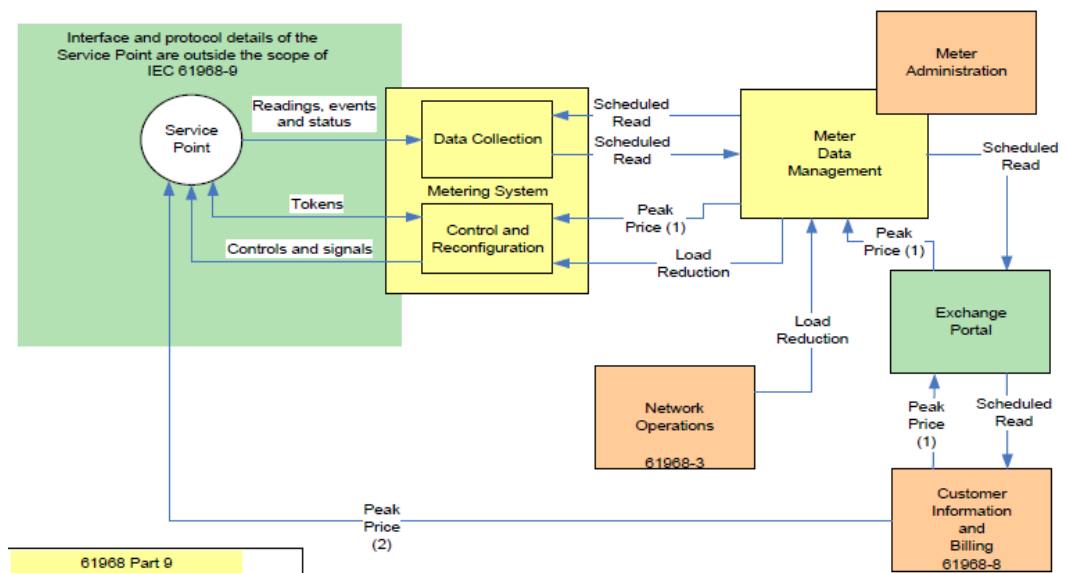 Interface and protocol details of the
Service Point are outside the scope of
IEC 61968-9
Readings, events
and status
Service
Point
Tokens
Controls and signals
Data Collection
Metering System
Control and
Reconfiguration
Scheduled
Read
Scheduled
Read
Peak
Price (1)
Load
Reduction
Meter
Administration
Meter
Data
Management
Scheduled
Read
Peak
Price (1)
Load
Reduction
Exchange
Portal
Network
Operations
61968-3
Peak
Price
(1)
Scheduled
Read
Customer
Information
and
Billing
61968-8
Peak
Price
(2)
61968 Part 9